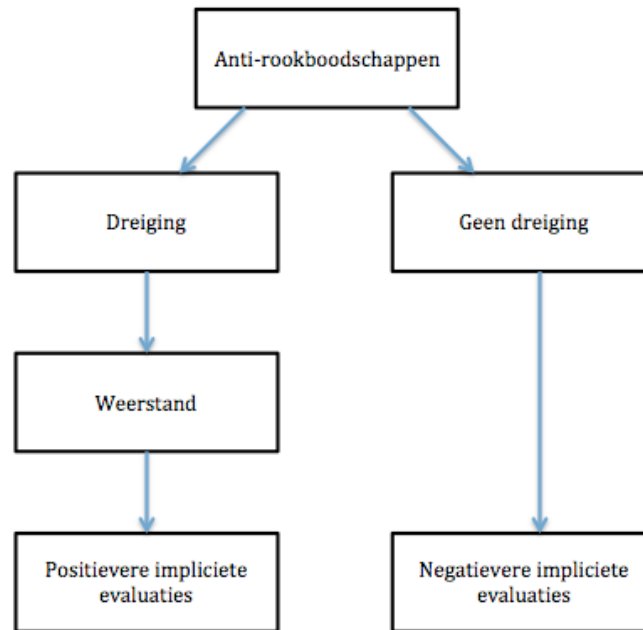 Anti-rookboodschappen
Dreiging
Geen dreiging
Weerstand
Positievere impliciete
evaluaties
Negatievere impliciete
evaluaties